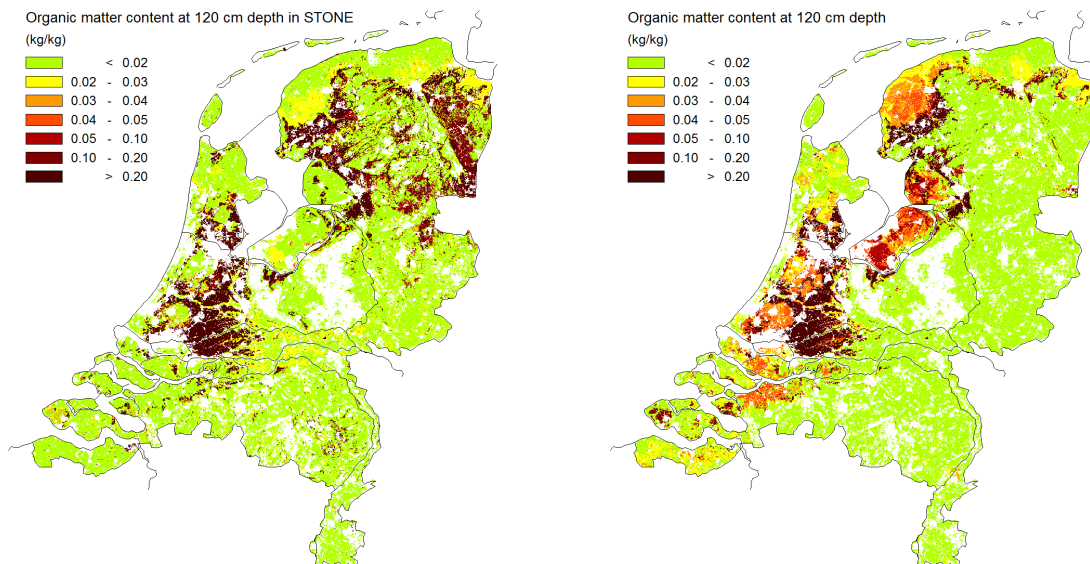 Organic matter content at 120 cm depth in STONE
(kg/kg)
< 0.02
0.02 - 0.03
0.03 - 0.04
0.04 - 0.05
0.05 - 0.10
0.10 - 0.20
> 0.20
Organic matter content at 120 cm depth
(kg/kg)
< 0.02
0.02 - 0.03
0.03 - 0.04
0.04 - 0.05
0.05 - 0.10
0.10 - 0.20
> 0.20